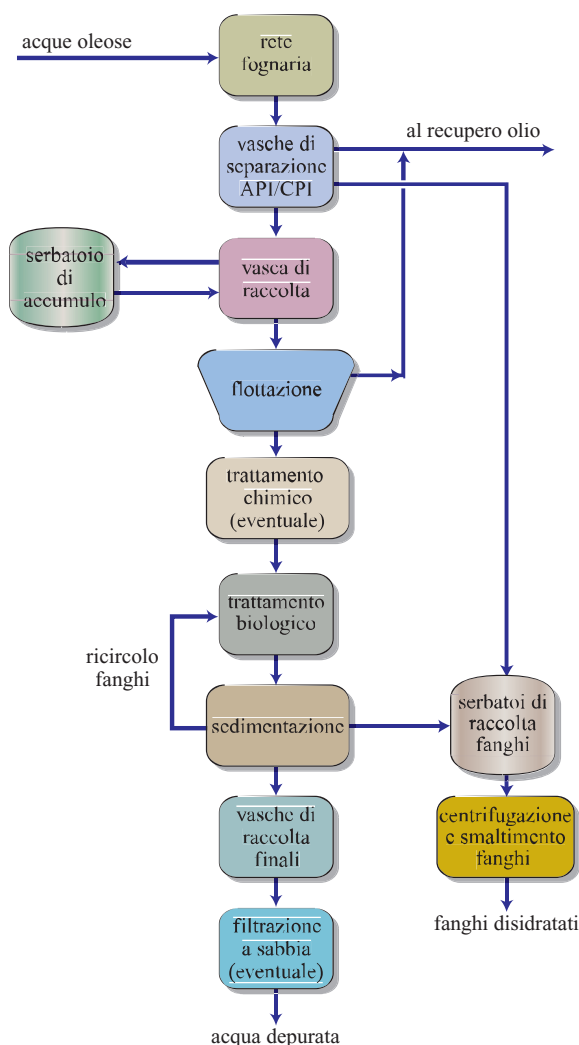 acque oleose
rete
fognaria
vasche di
separazione
API/CPI
al recupero olio
serbatoio
di
accumulo
vasca di
raccolta
flottazione
trattamento
chimico
(eventuale)
trattamento
biologico
ricircolo
fanghi
sedimentazione
serbatoi di
raccolta
fanghi
vasche di
raccolta
finali
centrifugazione
e smaltimento
fanghi
filtrazione
a sabbia
(eventuale)
fanghi disidratati
acqua depurata